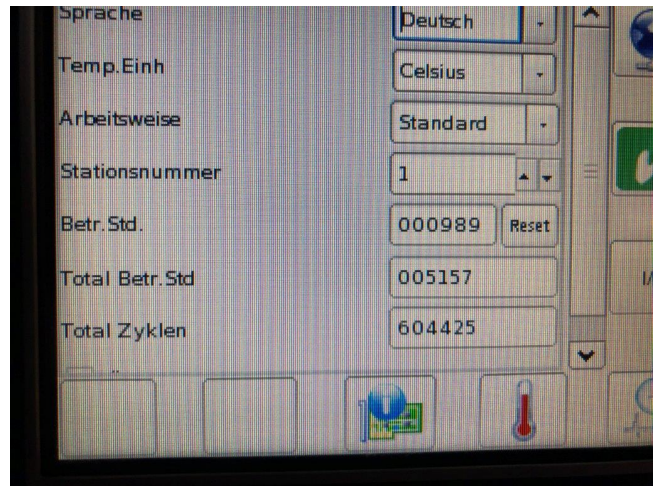 Sprache Deutsch
Temp.Einh Celsius
Arbeitsweise Standard
Stationsnummer 1
Betr.Std. 000989 Reset
Total Betr.Std 005157
Total Zyklen 604425